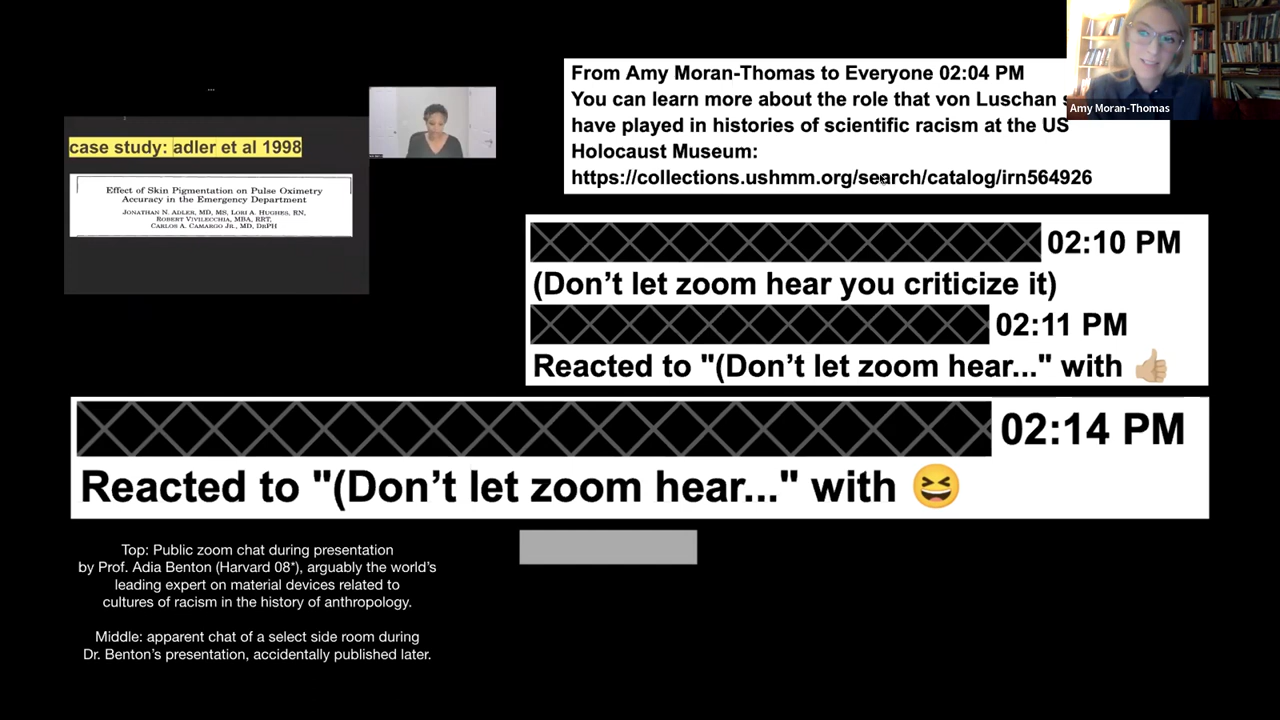 case study: adler et al 1998
Effect of Skin Pigmentation on Pulse Oximetry
Accuracy in the Emergency Department
JONATHAN N. ADLER, MD, MS, LORI A. HUGHES, RN,
ROBERT VIVILECCHIA, MBA, RRT,
CARLOS A. CAMARGO JR., MD, DRPH
From Amy Moran-Thomas to Everyone 02:04 PM
You can learn more about the role that von Luschan
have played in histories of scientific racism at the US
Holocaust Museum:
https://collections.ushmm.org/search/catalog/irn564926
Amy Moran-Thomas
02:10 PM
(Don’t let zoom hear you criticize it)
02:11 PM
Reacted to "(Don’t let zoom hear..." with 👍🏼
02:14 PM
Reacted to "(Don’t let zoom hear..." with 😆
Top: Public zoom chat during presentation
by Prof. Adia Benton (Harvard 08*), arguably the world’s
leading expert on material devices related to
cultures of racism in the history of anthropology.
Middle: apparent chat of a select side room during
Dr. Benton’s presentation, accidentally published later.